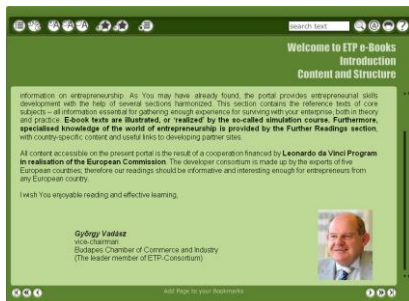 search text
Welcome to ETP e-Books
Introduction
Content and Structure
information on entrepreneurship. As You may have already found, the portal provides entrepreneurial skills
development with the help of several sections harmonized. This section contains the reference texts of core
subjects – all information essential for gathering enough experience for surviving with your enterprise, both in theory
and practice. E-book texts are illustrated, or 'realized' by the so-called simulation course. Furthermore,
specialised knowledge of the world of entrepreneurship is provided by the Further Readings section,
with country-specific content and useful links to developing partner sites.
All content accessible on the present portal is the result of a cooperation financed by Leonardo da Vinci Program
in realisation of the European Commission. The developer consortium is made up by the experts of five
European countries; therefore our readings should be informative and interesting enough for entrepreneurs from
any European country.
I wish You enjoyable reading and effective learning,
György Vadász
vice-chairman
Budapes Chamber of Commerce and Industry
(The leader member of ETP-Consortium)
Add Page to your Bookmarks